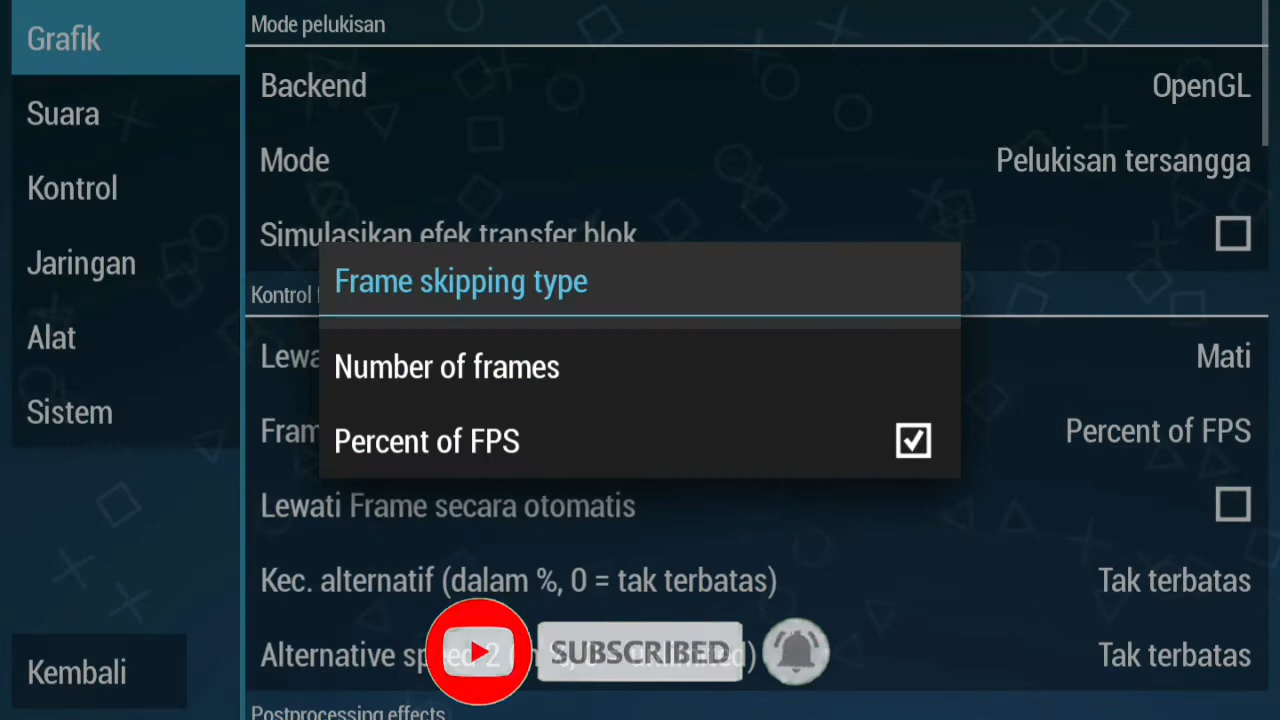 Grafik
Suara
Kontrol
Jaringan
Alat
Sistem
Kembali
Mode pelukisan
Backend OpenGL
Mode Pelukisan tersangga
Simulasikan efek transfer blok
Kontrol
Frame skipping type
Number of frames
Percent of FPS
Mati
Percent of FPS
Lewati Frame secara otomatis
Kec. alternatif (dalam %, 0 = tak terbatas) Tak terbatas
Alternative Tak terbatas
SUBSCRIBED
Postprocessing effects